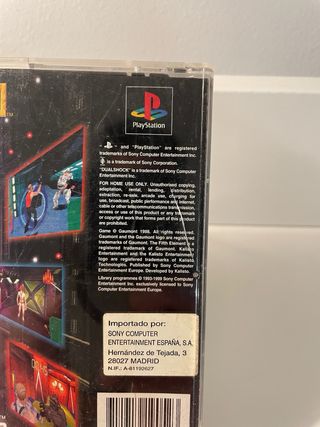 TM
PlayStation
" and "PlayStation" are registered
trademarks of Sony Computer Entertainment Inc.
" is a trademark of Sony Corporation.
"DUALSHOCK" is a trademark of Sony Computer
Entertainment Inc.
FOR HOME USE ONLY. Unauthorised copying,
adaptation, rental, lending, distribution,
extraction, re-sale, arcade use, charging for
use, broadcast, public performance and internet,
cable or other telecommunications transmission,
access or use of this product or any trademark
or copyright work that forms part of this product
are prohibited.
Game © Gaumont 1998. All rights reserved.
Gaumont and the Gaumont logo are registered
trademarks of Gaumont. The Fifth Element is a
registered trademark of Gaumont. Kalisto
Entertainment and the Kalisto Entertainment
logo are registered trademarks of Kalisto
Technologies. Published by Sony Computer
Entertainment Europe. Developed by Kalisto.
Library programmes © 1993-1999 Sony Computer
Entertainment Inc. exclusively licensed to Sony
Computer Entertainment Europe.
Importado por:
SONY COMPUTER
ENTERTAINMENT ESPAÑA, S.A.
Hernández de Tejada, 3
28027 MADRID
N.I.F.: A-81192627